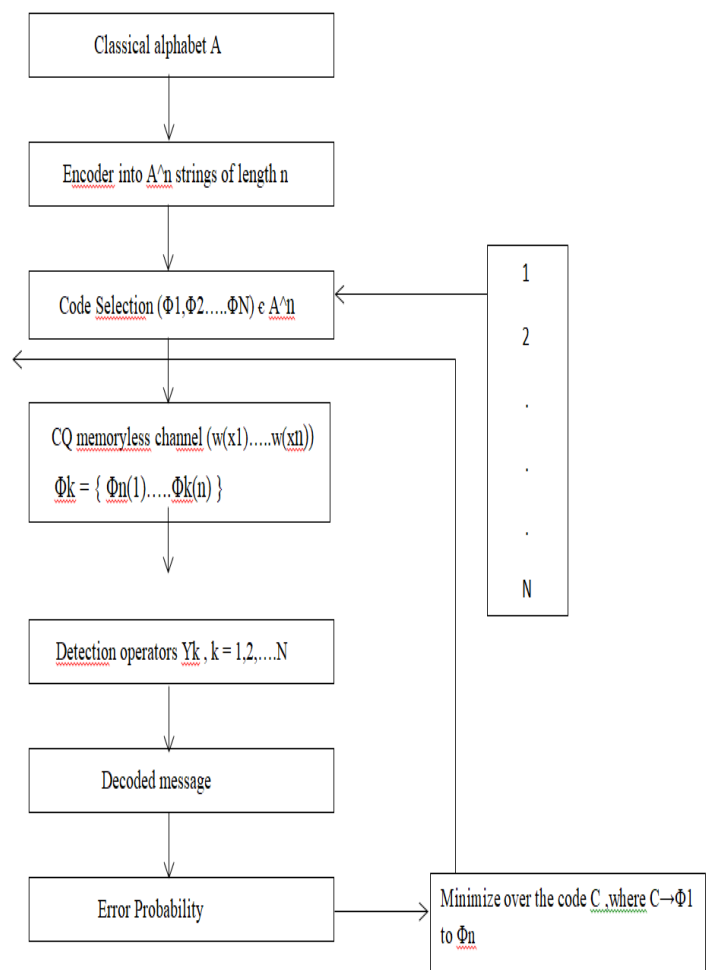 Classical alphabet A
Encoder into A^n strings of length n
Code Selection (Φ1,Φ2…..ΦN) є A^n
1
2
.
.
.
N
CQ memoryless channel (w(x1)…..w(xn))
Φk = { Φn(1)…..Φk(n) }
Detection operators Yk , k = 1,2,….N
Decoded message
Error Probability
Minimize over the code C ,where C→Φ1
to Φn